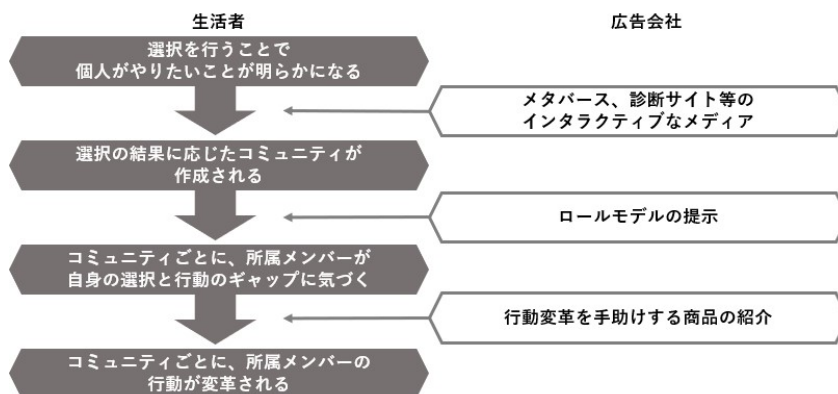 生活者
広告会社
選択を行うことで
個人がやりたいことが明らかになる
メタバース、診断サイト等の
インタラクティブなメディア
選択の結果に応じたコミュニティが
作成される
ロールモデルの提示
コミュニティごとに、所属メンバーが
自身の選択と行動のギャップに気づく
行動変革を手助けする商品の紹介
コミュニティごとに、所属メンバーの
行動が変革される